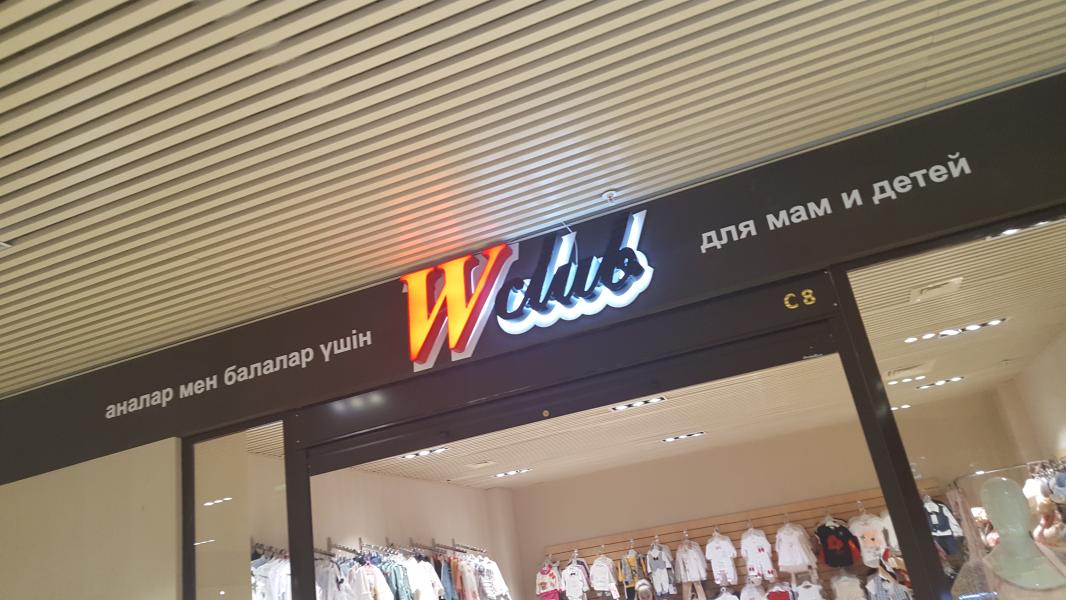 аналар мен балалар үшін
Wclub
для мам и детей
C8